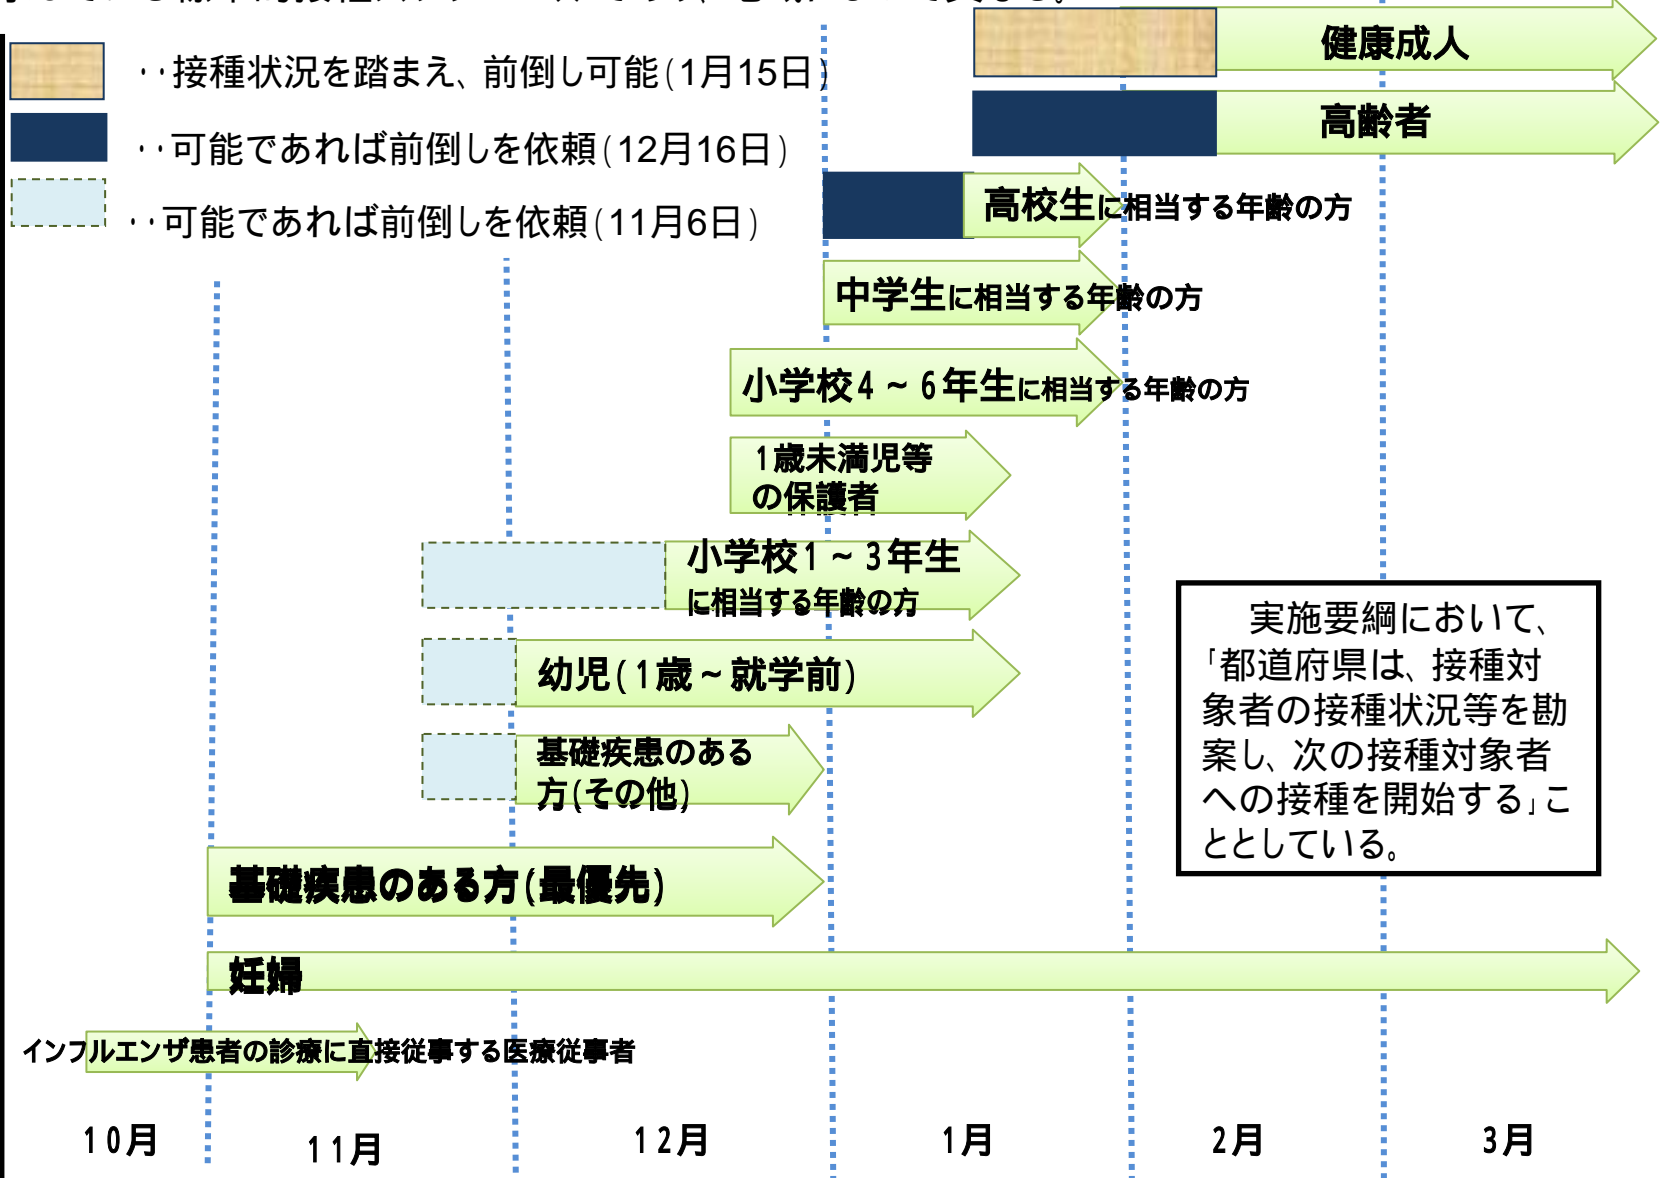 健康成人
‥接種状況を踏まえ、前倒し可能（1月15日）
高齢者
‥可能であれば前倒しを依頼（12月16日）
高校生に相当する年齢の方
‥可能であれば前倒しを依頼（11月6日）
中学生に相当する年齢の方
小学校4～6年生に相当する年齢の方
1歳未満児等
の保護者
小学校1～3年生
に相当する年齢の方
実施要綱において、
「都道府県は、接種対
象者の接種状況等を勘
案し、次の接種対象者
への接種を開始する」こ
ととしている。
幼児（1歳～就学前）
基礎疾患のある
方（その他）
基礎疾患のある方（最優先）
妊婦
インフルエンザ患者の診療に直接従事する医療従事者
10月
11月
12月
1月
2月
3月